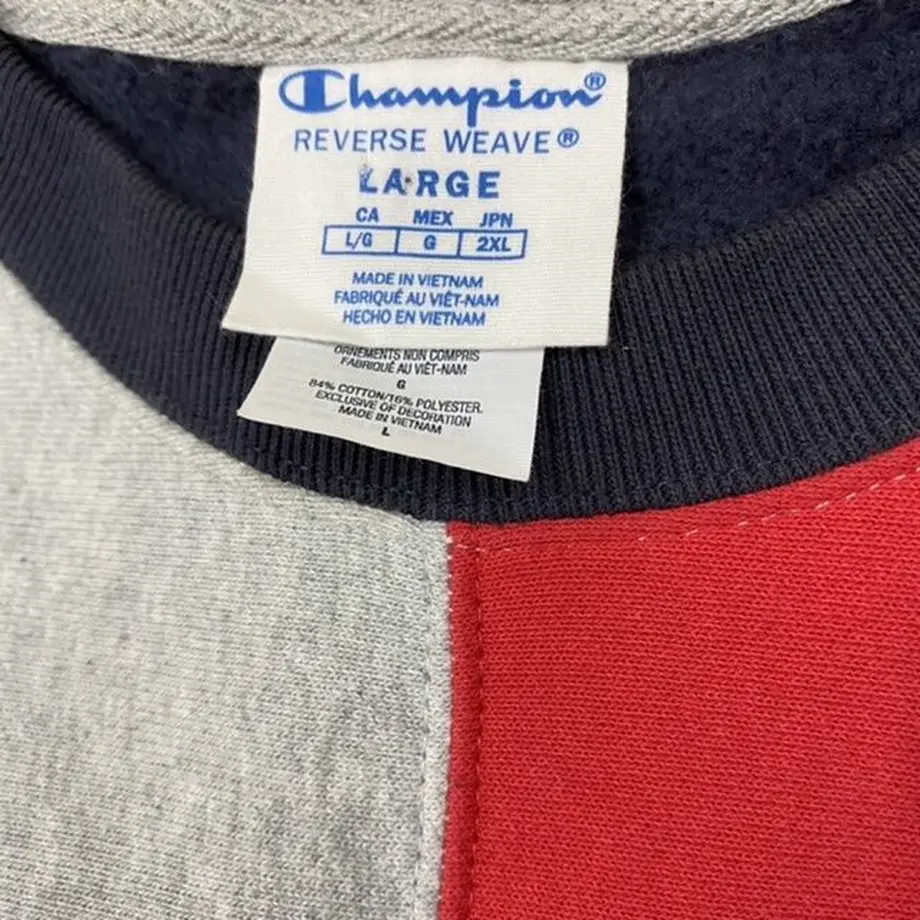 Champion®
REVERSE WEAVE®
LARGE
CA MEX JPN
L/G G 2XL
MADE IN VIETNAM
FABRIQUÉ AU VIÊT-NAM
HECHO EN VIETNAM
ORNEMENTS NON COMPRIS
FABRIQUÉ AU VIÊT-NAM
G
84% COTTON/16% POLYESTER.
EXCLUSIVE OF DECORATION
MADE IN VIETNAM
L